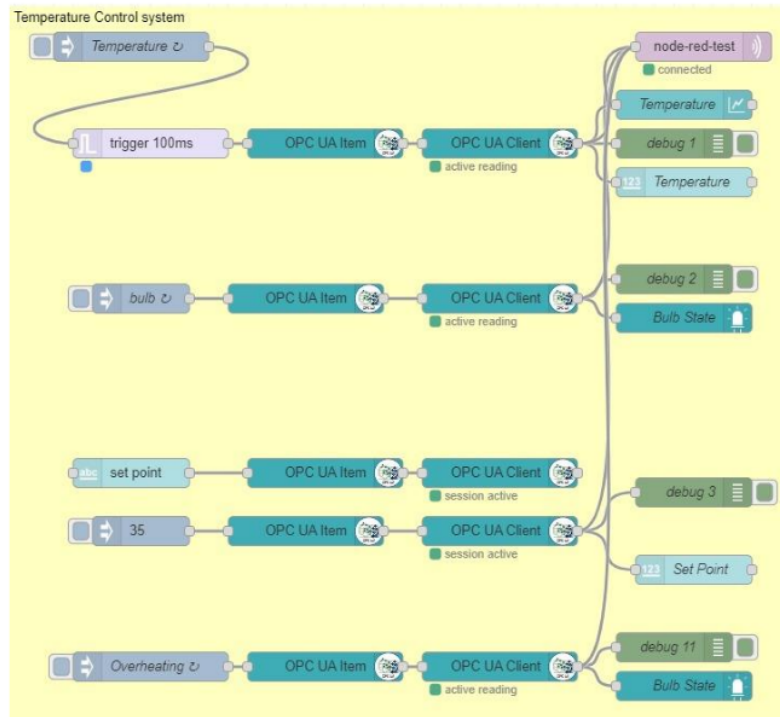 Temperature Control system
Temperature ↻
node-red-test
connected
Temperature
trigger 100ms
OPC UA Item
OPC UA Client
active reading
debug 1
123
Temperature
bulb ↻
OPC UA Item
OPC UA Client
active reading
debug 2
Bulb State
abc
set point
OPC UA Item
OPC UA Client
session active
debug 3
35
OPC UA Item
OPC UA Client
session active
123
Set Point
Overheating ↻
OPC UA Item
OPC UA Client
active reading
debug 11
Bulb State